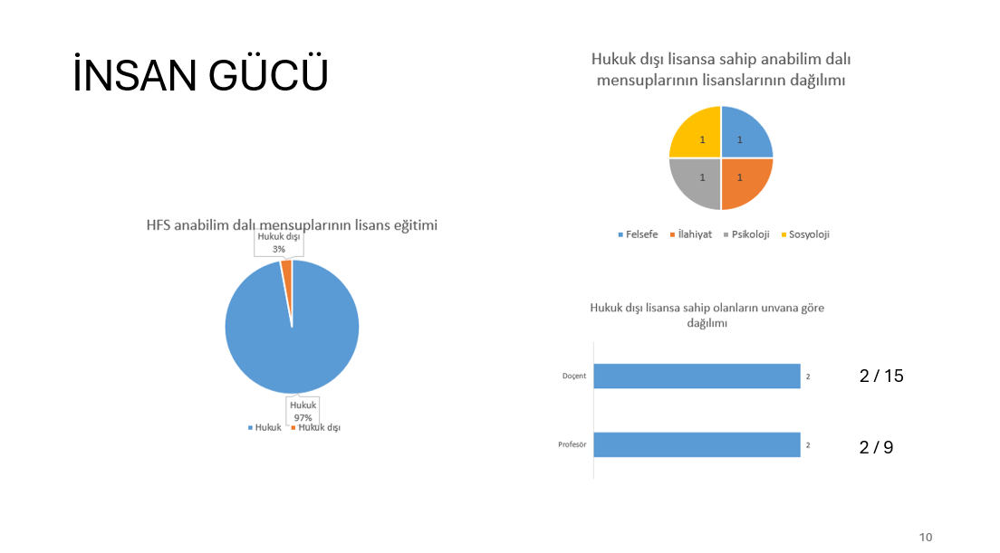 İNSAN GÜCÜ
HFS anabilim dalı mensuplarının lisans eğitimi
Hukuk dışı
3%
Hukuk
97%
Hukuk Hukuk dışı
Hukuk dışı lisansa sahip anabilim dalı
mensuplarının lisanslarının dağılımı
1 1
1 1
Felsefe İlahiyat Psikoloji Sosyoloji
Hukuk dışı lisansa sahip olanların unvana göre
dağılımı
Doçent 2 2 / 15
Profesör 2 2 / 9
10